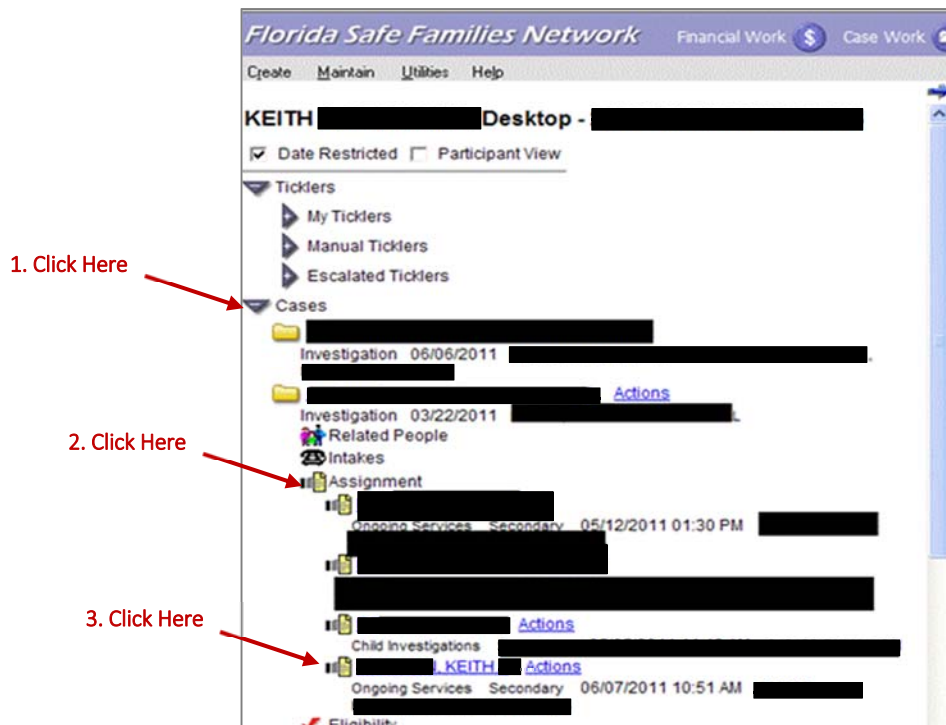 Florida Safe Families Network Financial Work $ Case Work
Create Maintain Utilities Help
KEITH Desktop -
Date Restricted Participant View
Ticklers
My Ticklers
Manual Ticklers
Escalated Ticklers
1. Click Here
Cases
Investigation 06/06/2011
Actions
Investigation 03/22/2011
Related People
2. Click Here
Intakes
Assignment
Ongoing Services Secondary 05/12/2011 01:30 PM
3. Click Here
Actions
Child Investigations
, KEITH Actions
Ongoing Services Secondary 06/07/2011 10:51 AM
Eligibility